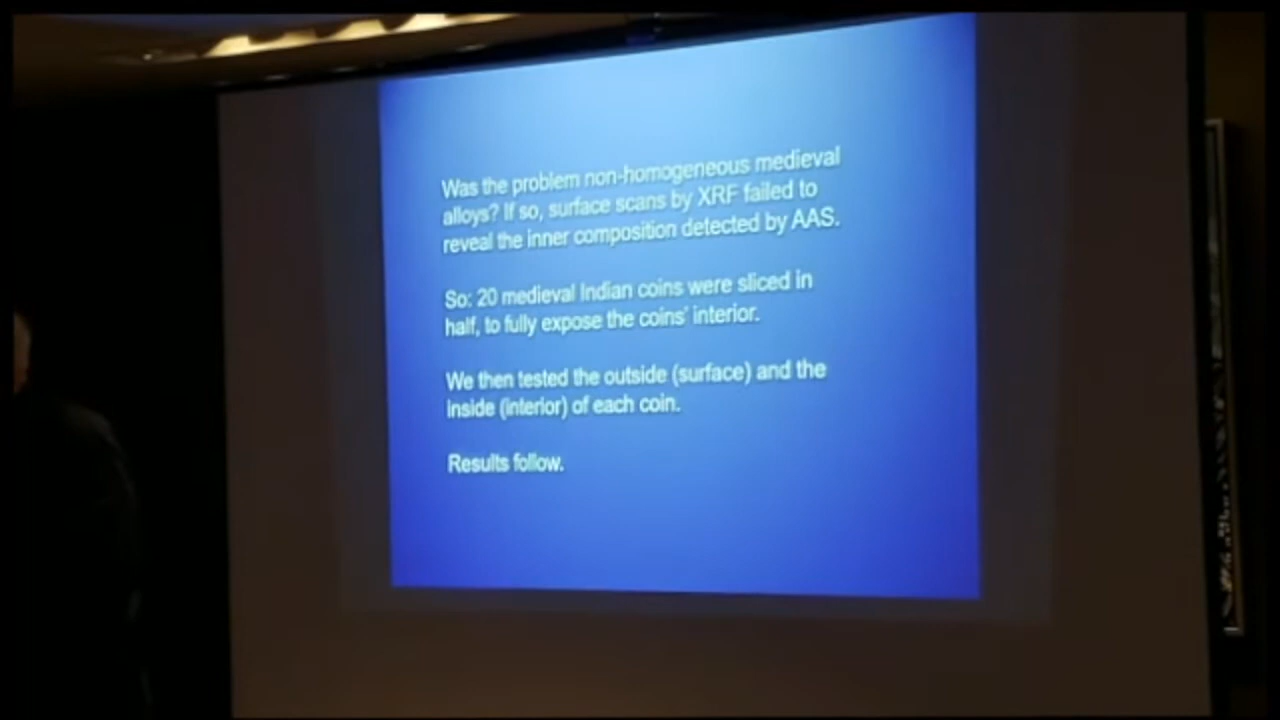 Was the problem non-homogeneous medieval
alloys? If so, surface scans by XRF failed to
reveal the inner composition detected by AAS.
So: 20 medieval Indian coins were sliced in
half, to fully expose the coins' interior.
We then tested the outside (surface) and the
inside (interior) of each coin.
Results follow.